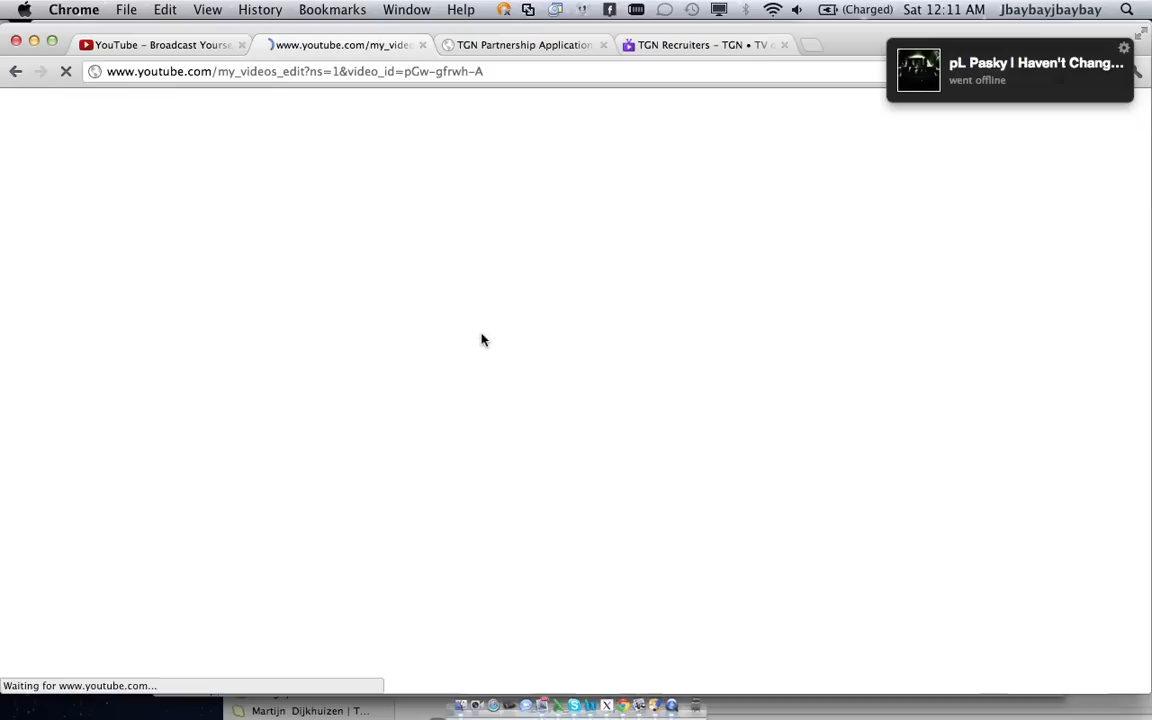 Chrome File Edit View History Bookmarks Window Help (Charged) Sat 12:11 AM Jbaybayjbaybay
YouTube - Broadcast Yourse www.youtube.com/my_video TGN Partnership Application TGN Recruiters - TGN • TV
www.youtube.com/my_videos_edit?ns=1&video_id=pGw-gfrwh-A
pL Pasky I Haven't Chang...
went offline
Waiting for www.youtube.com...
Martijn Dijkhuizen | T...